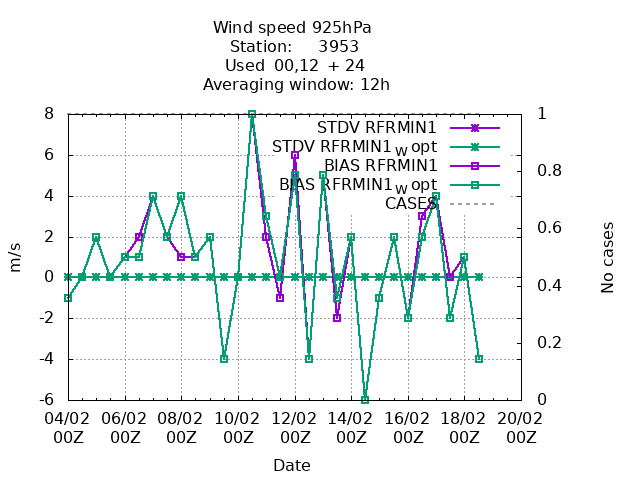 Wind speed 925hPa
Station: 3953
Used 00,12 + 24
Averaging window: 12h
STDV RFRMIN1
STDV RFRMIN1_w opt
BIAS RFRMIN1
BIAS RFRMIN1_w opt
CASES
8
6
4
2
0
-2
-4
-6
m/s
1
0.8
0.6
0.4
0.2
0
No cases
04/02 06/02 08/02 10/02 12/02 14/02 16/02 18/02 20/02
00Z 00Z 00Z 00Z 00Z 00Z 00Z 00Z 00Z
Date